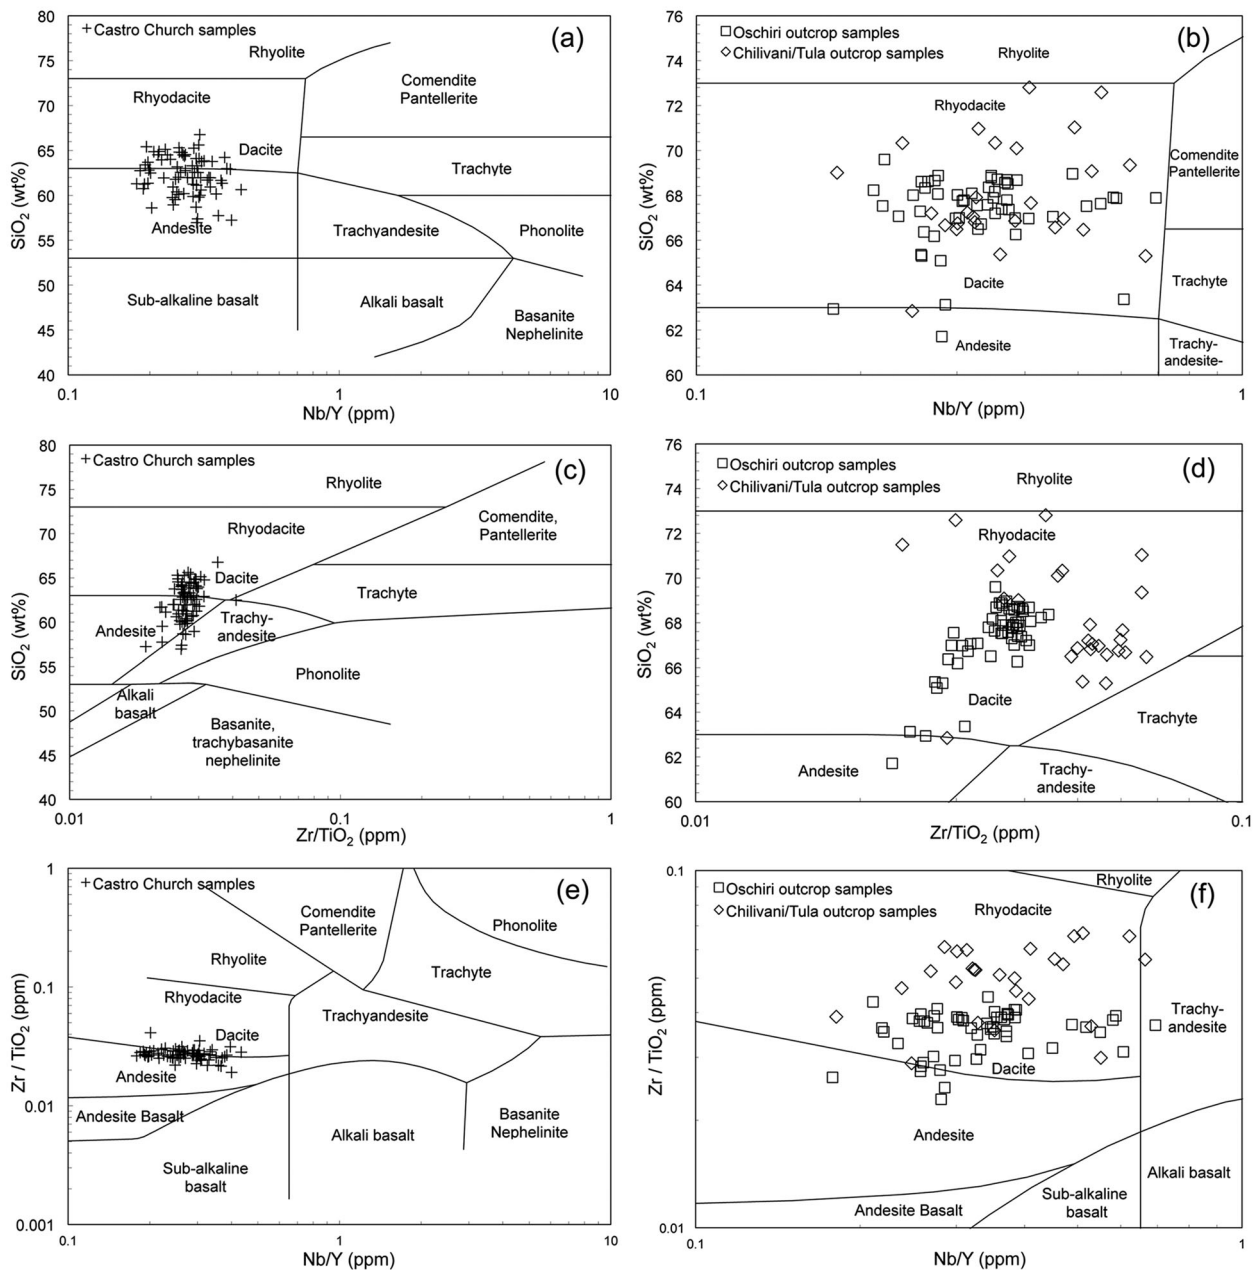 (a)
+ Castro Church samples
80
75
70
65
60
55
50
45
40
SiO₂ (wt%)
Rhyolite
Rhyodacite
Comendite
Pantellerite
Dacite
Trachyte
Andesite
Trachyandesite
Phonolite
Sub-alkaline basalt
Alkali basalt
Basanite
Nephelinite
0.1
1
10
Nb/Y (ppm)
(b)
Oschiri outcrop samples
Chilivani/Tula outcrop samples
76
74
72
70
68
66
64
62
60
SiO₂ (wt%)
Rhyolite
Rhyodacite
Comendite
Pantellerite
Dacite
Trachyte
Andesite
Trachy-
andesite-
0.1
1
Nb/Y (ppm)
(c)
+ Castro Church samples
80
75
70
65
60
55
50
45
40
SiO₂ (wt%)
Rhyolite
Rhyodacite
Comendite,
Pantellerite
Dacite
Trachyte
Andesite
Trachy-
andesite
Phonolite
Alkali
basalt
Basanite,
trachybasanite
nephelinite
0.01
0.1
1
Zr/TiO₂ (ppm)
(d)
Oschiri outcrop samples
Chilivani/Tula outcrop samples
76
74
72
70
68
66
64
62
60
SiO₂ (wt%)
Rhyolite
Rhyodacite
Dacite
Trachyte
Andesite
Trachy-
andesite
0.01
0.1
Zr/TiO₂ (ppm)
(e)
+ Castro Church samples
1
0.1
0.01
0.001
Zr / TiO₂ (ppm)
Comendite
Pantellerite
Phonolite
Rhyolite
Trachyte
Rhyodacite
Trachyandesite
Dacite
Andesite
Andesite Basalt
Alkali basalt
Basanite
Nephelinite
Sub-alkaline
basalt
0.1
1
10
Nb/Y (ppm)
(f)
Oschiri outcrop samples
Chilivani/Tula outcrop samples
0.1
0.01
Zr / TiO₂ (ppm)
Rhyolite
Rhyodacite
Trachy-
andesite
Dacite
Andesite
Alkali basalt
Andesite Basalt
Sub-alkaline
basalt
0.1
1
Nb/Y (ppm)